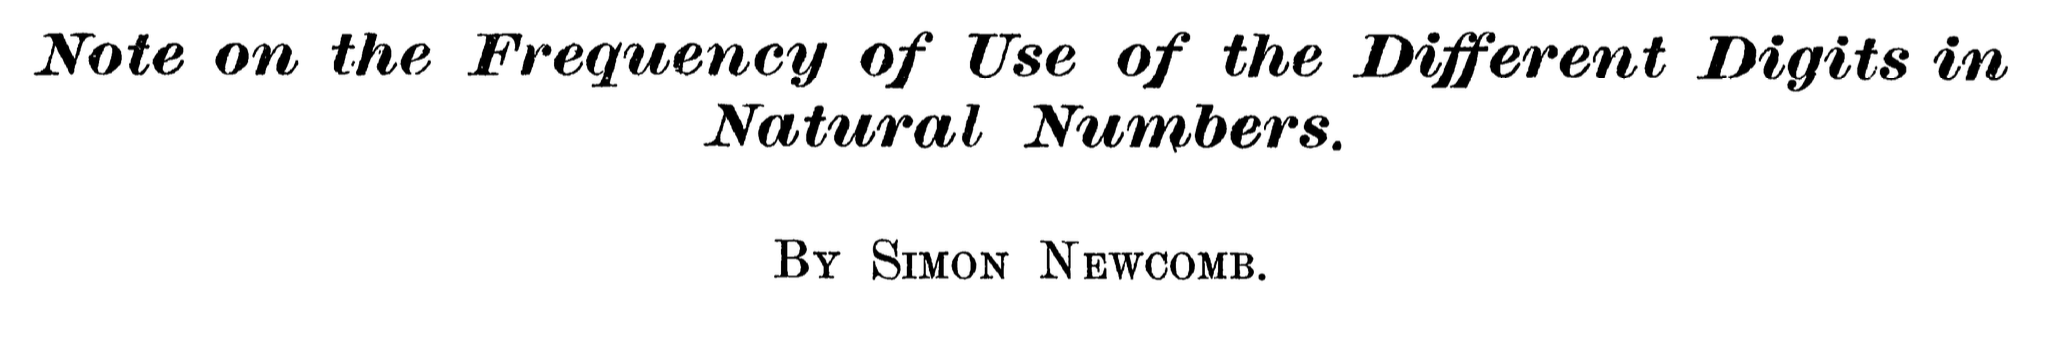 Note on the Frequency of Use of the Different Digits in
Natural Numbers.
By Simon Newcomb.